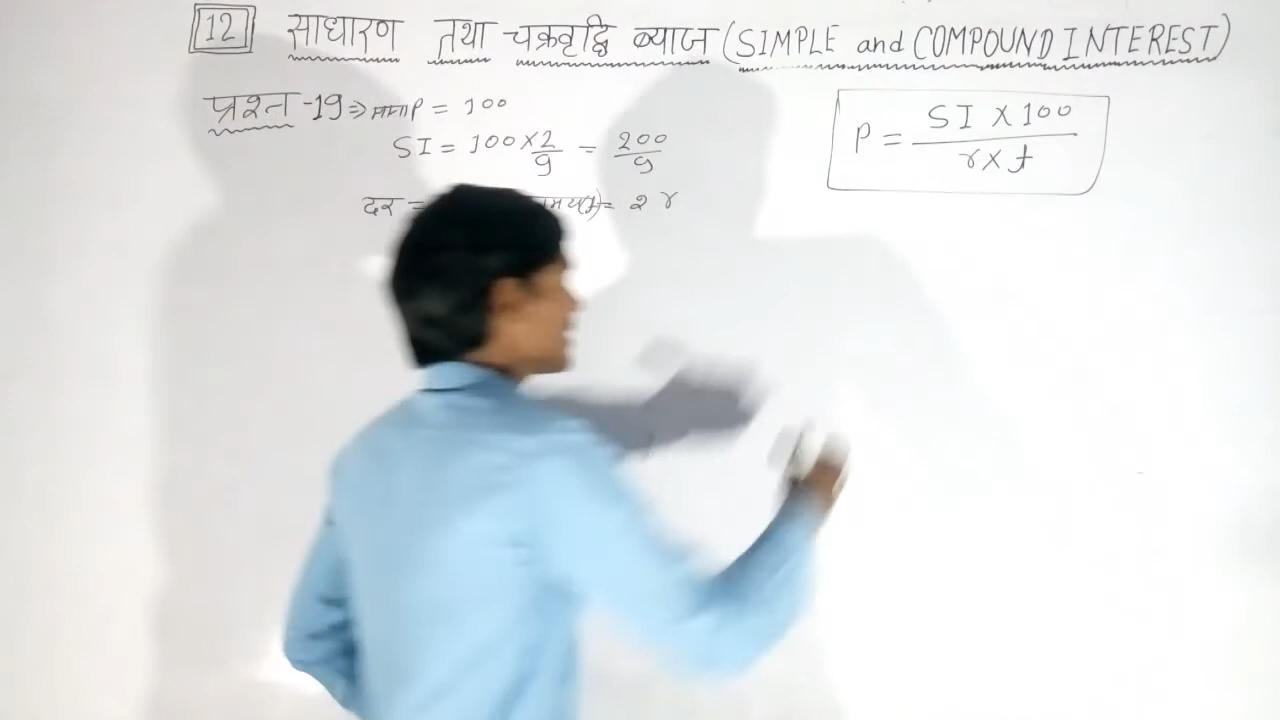 12 साधारण तथा चक्रवृद्धि ब्याज (SIMPLE and COMPOUND INTEREST)
प्रश्न -19 ⇒ माना P = 100
SI = 100 × 2/9 = 200/9
दर = = 2 r
P = SI × 100 / r × t